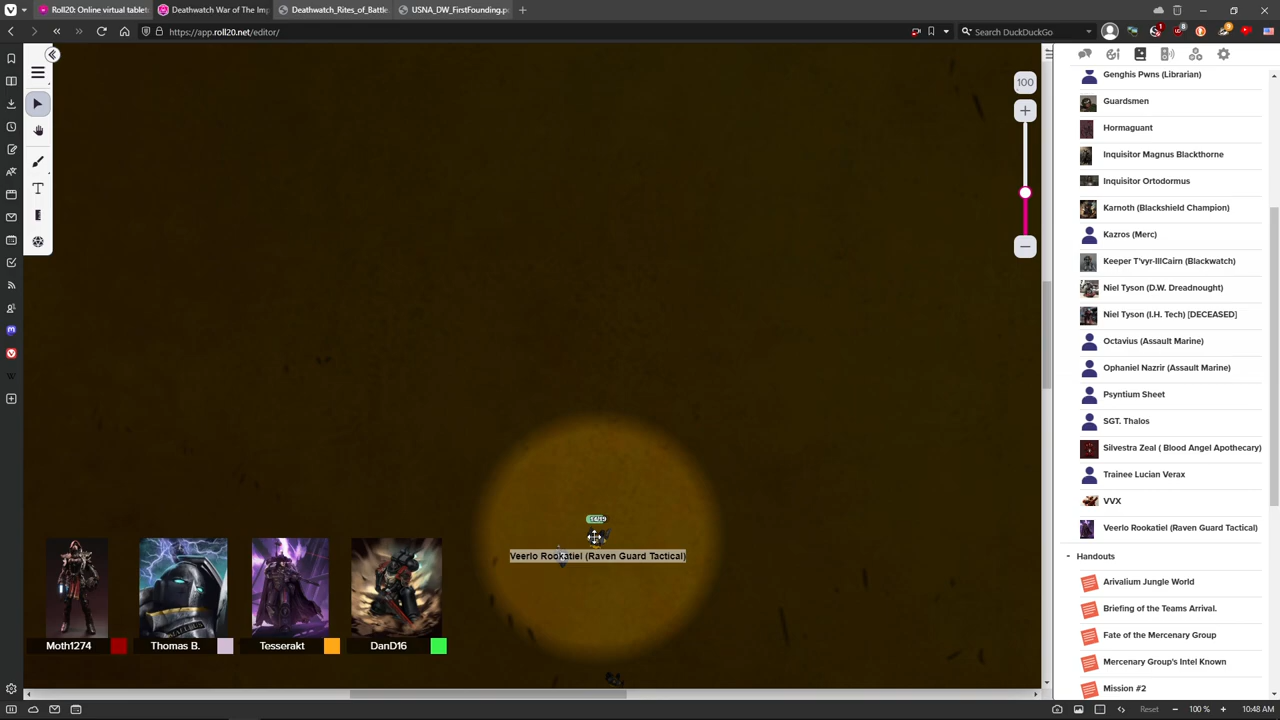 Roll20: Online virtual tablet
Deathwatch War of The Imp
Deathwatch_Rites_of_Battle
USNA_DW_FirstFounding.p
https://app.roll20.net/editor/
Search DuckDuckGo
1
8
100
Genghis Pwns (Librarian)
Guardsmen
Hormaguant
Inquisitor Magnus Blackthorne
Inquisitor Ortodormus
Karnoth (Blackshield Champion)
Kazros (Merc)
Keeper T'vyr-IllCairn (Blackwatch)
Niel Tyson (D.W. Dreadnought)
Niel Tyson (I.H. Tech) [DECEASED]
Octavius (Assault Marine)
Ophaniel Nazrir (Assault Marine)
Psyntium Sheet
SGT. Thalos
Silvestra Zeal ( Blood Angel Apothecary)
Trainee Lucian Verax
VVX
Veerlo Rookatiel (Raven Guard Tactical)
Handouts
Arivalium Jungle World
Briefing of the Teams Arrival.
Fate of the Mercenary Group
Mercenary Group's Intel Known
Mission #2
Veerlo Rookatiel (Raven Guard Tactical)
Moth1274
Thomas B.
Tesserakt
DanD16
Reset
100 %
10:48 AM